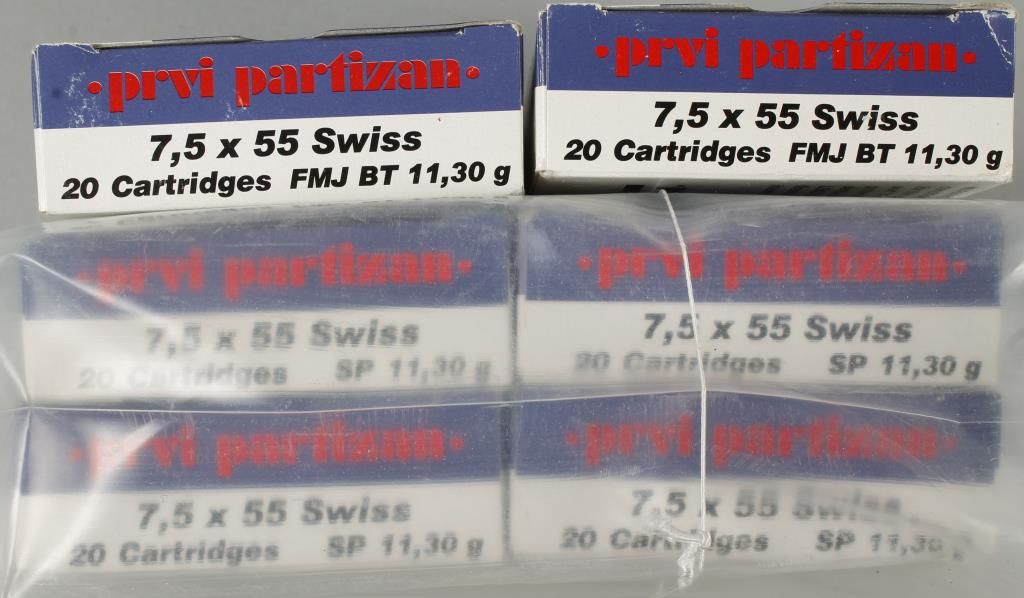 ·prvi partizan·
7,5 x 55 Swiss
20 Cartridges FMJ BT 11,30 g
·prvi partizan·
7,5 x 55 Swiss
20 Cartridges FMJ BT 11,30 g
·prvi partizan·
7,5 x 55 Swiss
20 Cartridges SP 11,30 g
·prvi partizan·
7,5 x 55 Swiss
20 Cartridges SP 11,30 g
·prvi partizan·
7,5 x 55 Swiss
20 Cartridges SP 11,30 g
·prvi partizan·
7,5 x 55 Swiss
20 Cartridges SP 11,30 g